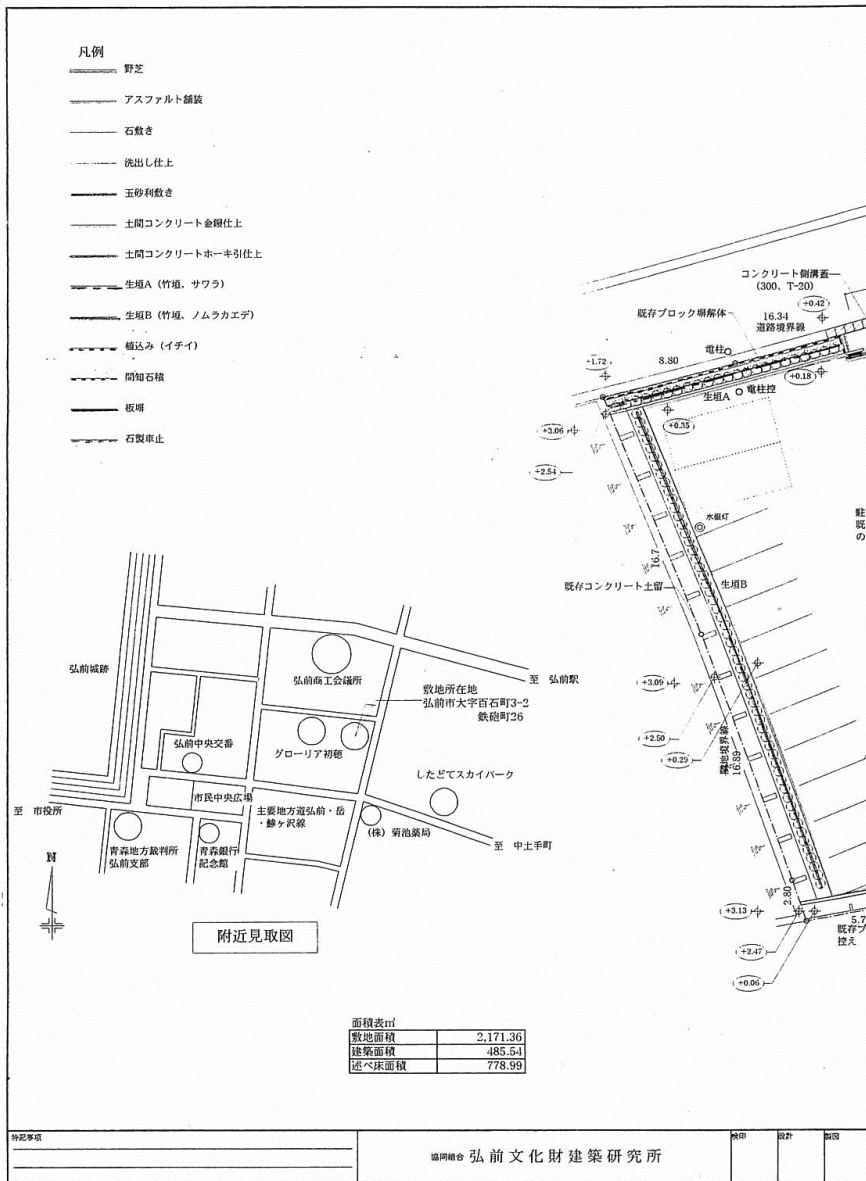 凡例
野芝
アスファルト舗装
石敷き
洗出し仕上
玉砂利敷き
土間コンクリート金鏝仕上
土間コンクリートホーキ引仕上
生垣A(竹垣、サワラ)
生垣B(竹垣、ノムラカエデ)
植込み(イチイ)
間知石積
板塀
石製車止
コンクリート側溝蓋
(300、T-20)
+0.42
既存ブロック塀解体
16.34
道路境界線
電柱
-1.72
8.80
+0.18
生垣A
電柱控
+0.35
+3.06
+2.54
水銀灯
駐
既
の
16.7
既存コンクリート土留
生垣B
+3.09
+2.50
+0.29
隣地境界線
16.89
2.80
+3.13
+2.47
+0.06
5.7
既存ブ
控え
弘前城跡
弘前商工会議所
至 弘前駅
敷地所在地
弘前市大字百石町3-2
鉄砲町26
弘前中央交番
グローリア初穂
したどてスカイパーク
市民中央広場
至 市役所
主要地方道弘前・岳
・鰺ヶ沢線
(株)菊池薬局
至 中土手町
青森地方裁判所
弘前支部
青森銀行
記念館
N
附近見取図
面積表㎡
敷地面積 2,171.36
建築面積 485.54
述べ床面積 778.99
特記事項
協同組合 弘前文化財建築研究所
検印
設計
製図